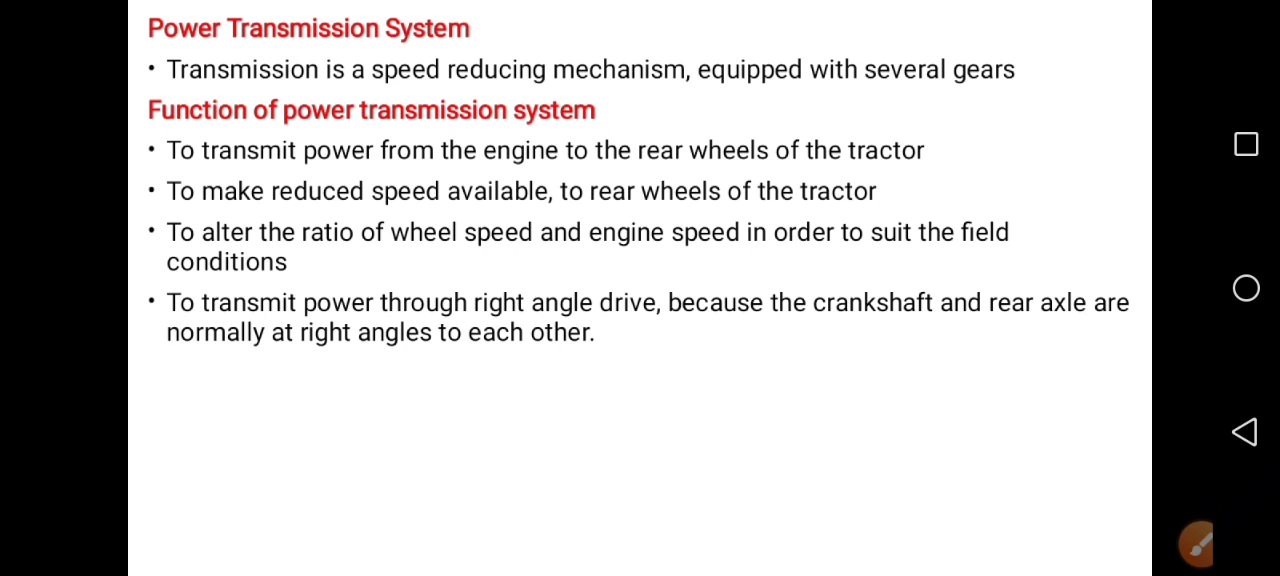 Power Transmission System
• Transmission is a speed reducing mechanism, equipped with several gears
Function of power transmission system
• To transmit power from the engine to the rear wheels of the tractor
• To make reduced speed available, to rear wheels of the tractor
• To alter the ratio of wheel speed and engine speed in order to suit the field
conditions
• To transmit power through right angle drive, because the crankshaft and rear axle are
normally at right angles to each other.